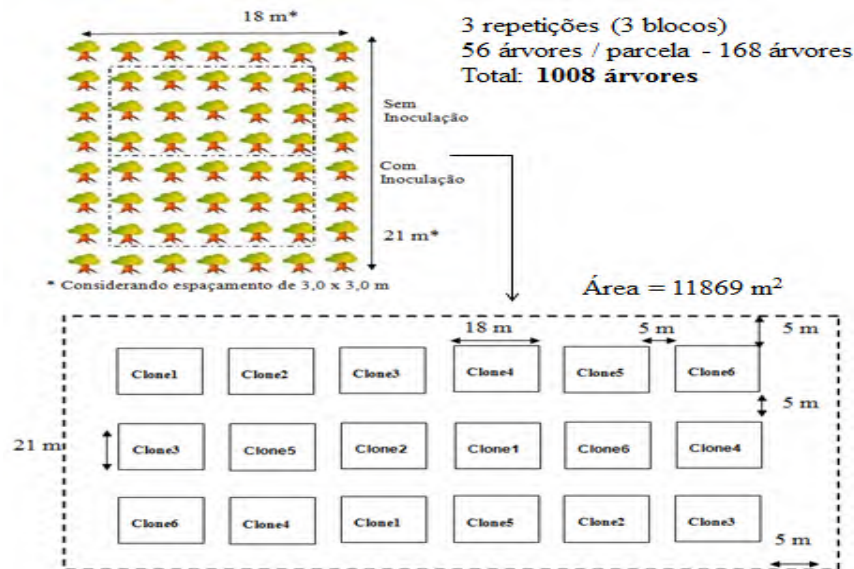 18 m*
3 repetições (3 blocos)
56 árvores / parcela - 168 árvores
Total: 1008 árvores
Sem
Inoculação
Com
Inoculação
21 m*
* Considerando espaçamento de 3,0 x 3,0 m
Área = 11869 m²
18 m
5 m
5 m
Clone1
Clone2
Clone3
Clone4
Clone5
Clone6
5 m
21 m
Clone3
Clone5
Clone2
Clone1
Clone6
Clone4
Clone6
Clone4
Clone1
Clone5
Clone2
Clone3
5 m